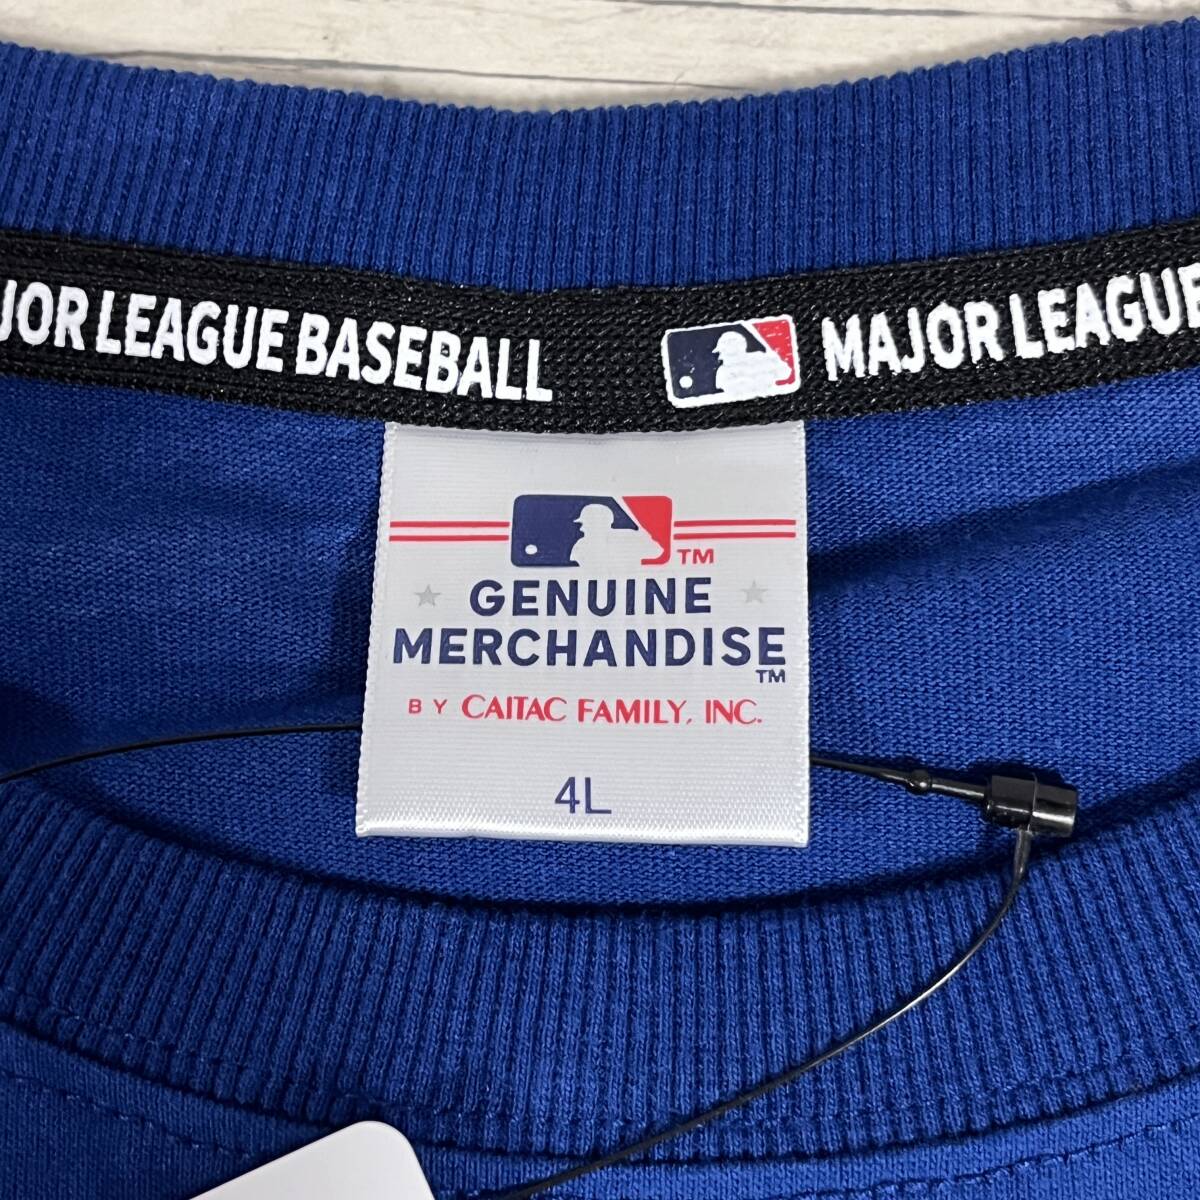 JOR LEAGUE BASEBALL MAJOR LEAGUE
TM
GENUINE
MERCHANDISE
TM
BY CAITAC FAMILY, INC.
4L